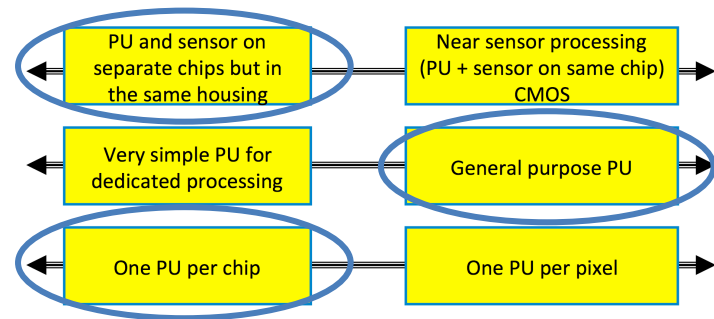 PU and sensor on
separate chips but in
the same housing
Near sensor processing
(PU + sensor on same chip)
CMOS
Very simple PU for
dedicated processing
General purpose PU
One PU per chip
One PU per pixel